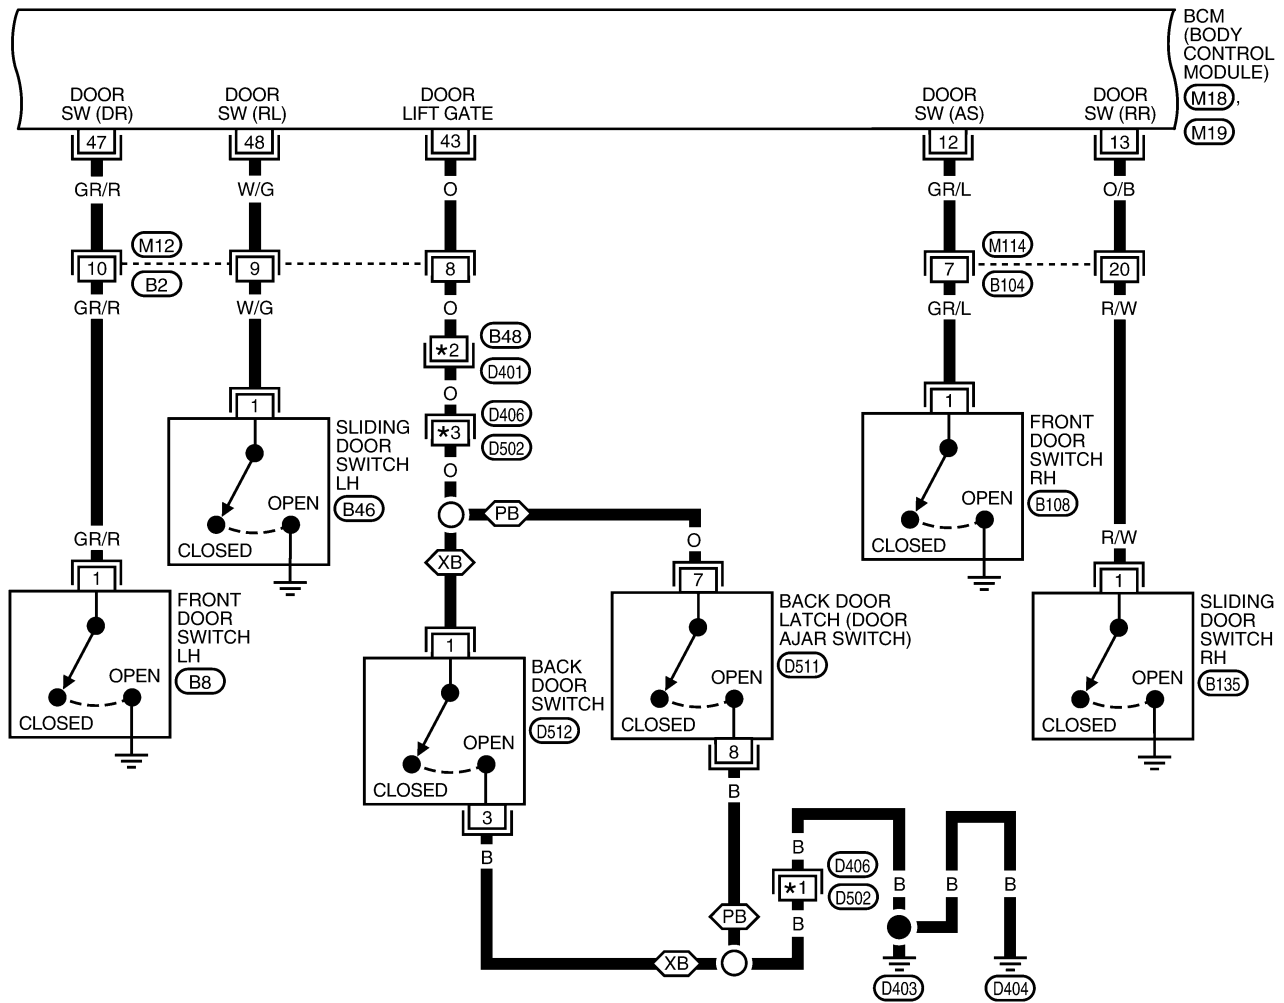 BCM
(BODY
CONTROL
MODULE)
M18,
M19
DOOR
SW (DR)
DOOR
SW (RL)
DOOR
LIFT GATE
DOOR
SW (AS)
DOOR
SW (RR)
47
48
43
12
13
GR/R
W/G
O
GR/L
O/B
M12
M114
10
9
8
7
20
B2
B104
GR/R
W/G
O
GR/L
R/W
B48
*2
D401
O
1
1
D406
*3
D502
SLIDING
DOOR
SWITCH
LH
B46
OPEN
CLOSED
FRONT
DOOR
SWITCH
RH
B108
OPEN
CLOSED
O
PB
GR/R
O
R/W
XB
1
7
1
FRONT
DOOR
SWITCH
LH
B8
OPEN
CLOSED
BACK DOOR
LATCH (DOOR
AJAR SWITCH)
D511
OPEN
CLOSED
SLIDING
DOOR
SWITCH
RH
B135
OPEN
CLOSED
1
BACK
DOOR
SWITCH
D512
OPEN
CLOSED
8
B
3
B
B
D406
*1
D502
B
B
B
B
PB
XB
D403
D404